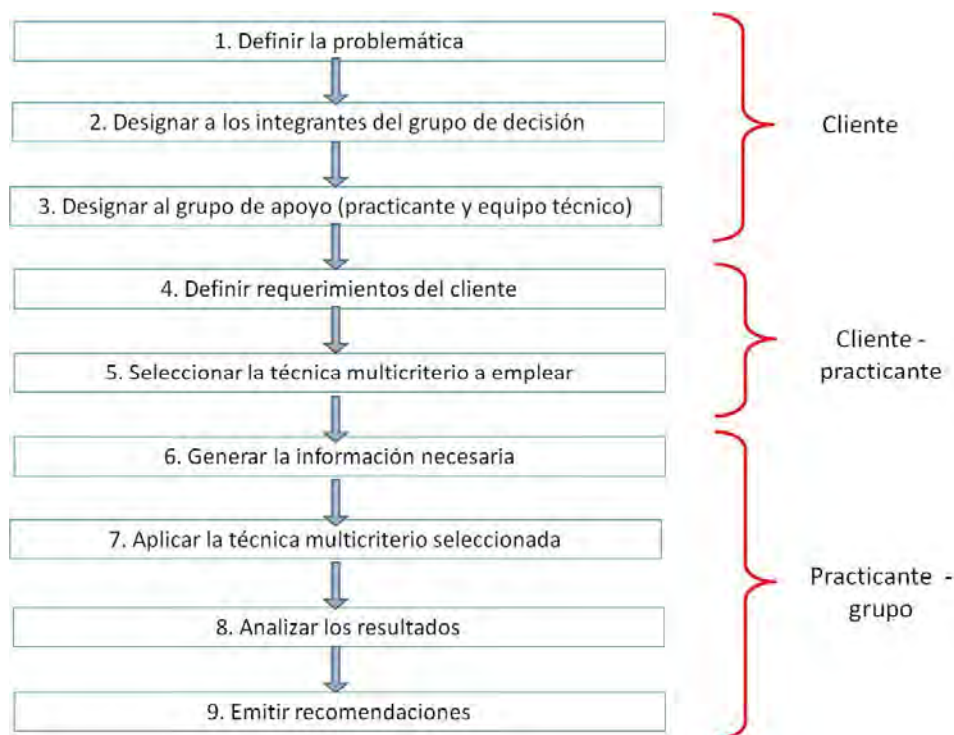 1. Definir la problemática
2. Designar a los integrantes del grupo de decisión
3. Designar al grupo de apoyo (practicante y equipo técnico)
Cliente
4. Definir requerimientos del cliente
5. Seleccionar la técnica multicriterio a emplear
Cliente -
practicante
6. Generar la información necesaria
7. Aplicar la técnica multicriterio seleccionada
8. Analizar los resultados
9. Emitir recomendaciones
Practicante -
grupo